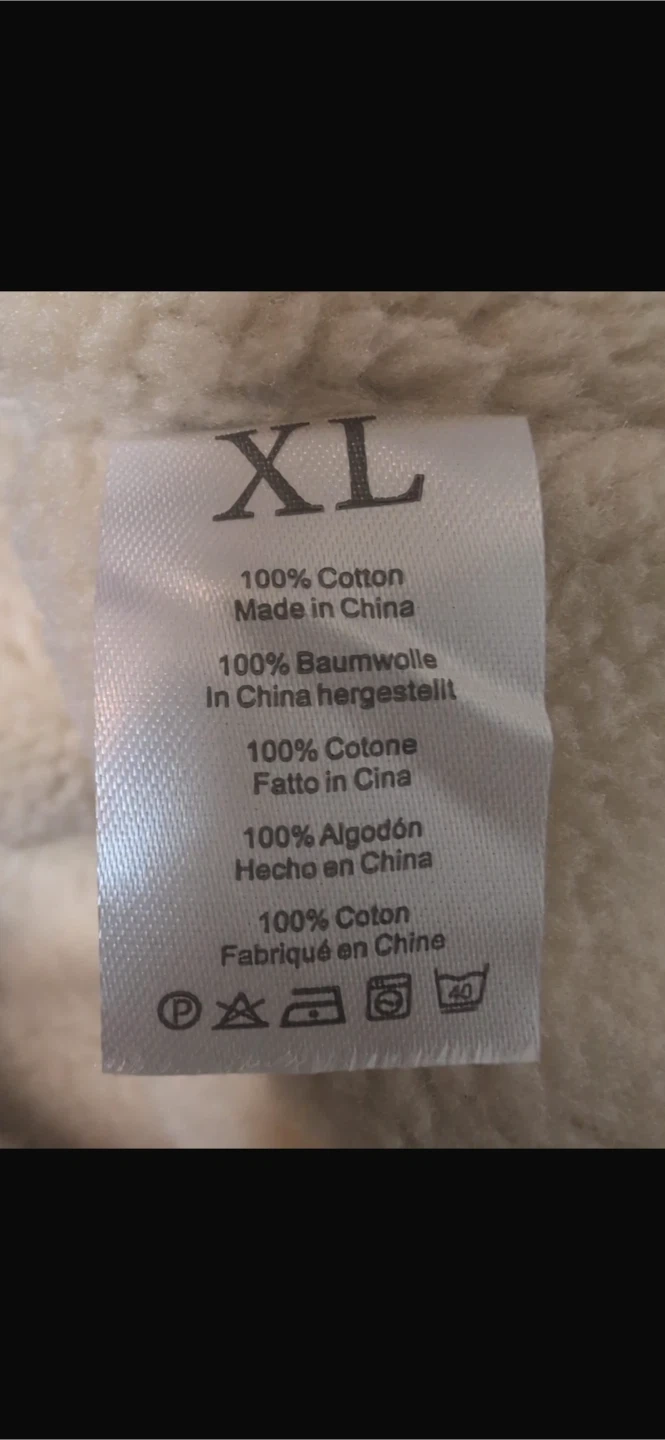 XL
100% Cotton
Made in China
100% Baumwolle
In China hergestellt
100% Cotone
Fatto in Cina
100% Algodón
Hecho en China
100% Coton
Fabriqué en Chine
P
40